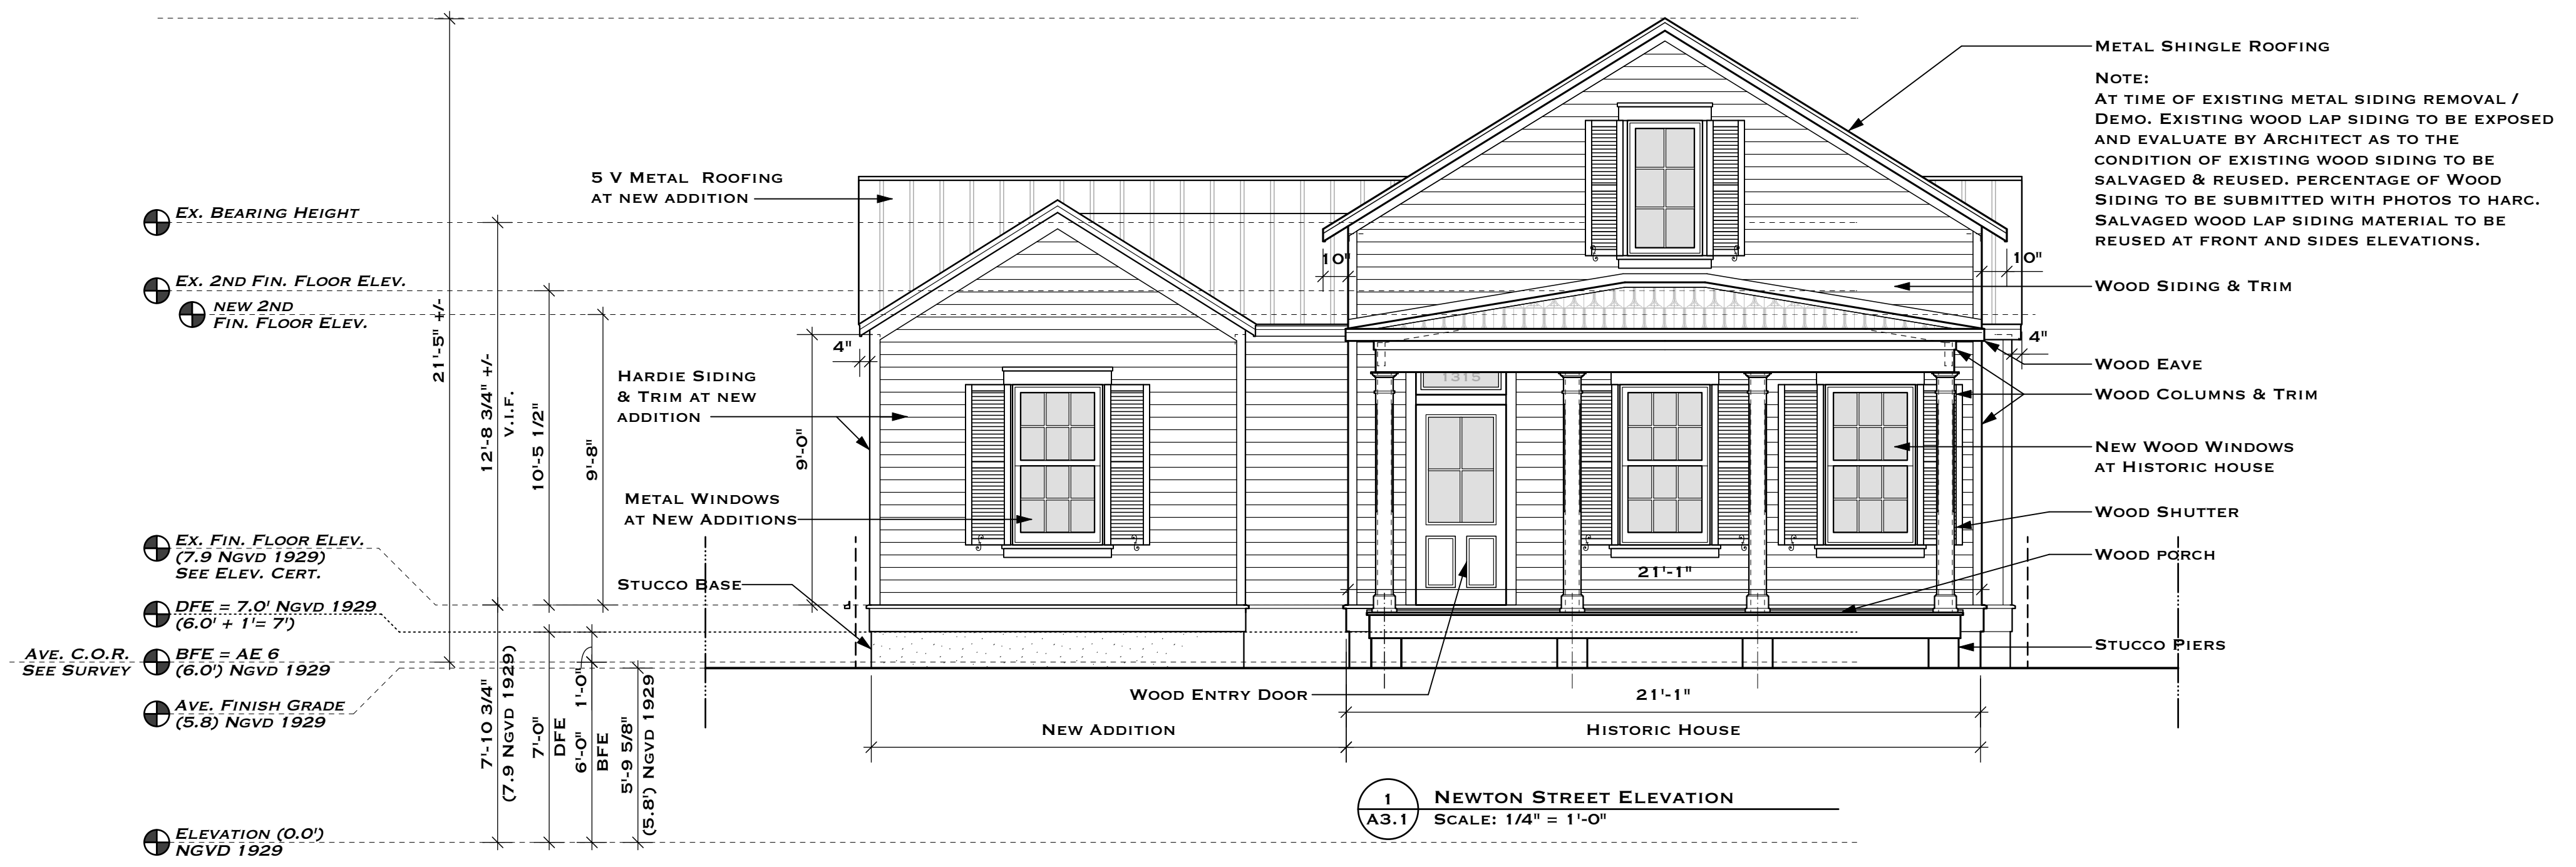 Metal Shingle Roofing
Note:
At time of existing metal siding removal /
Demo. Existing wood lap siding to be exposed
and evaluate by Architect as to the
condition of existing wood siding to be
salvaged & reused. percentage of Wood
Siding to be submitted with photos to harc.
Salvaged wood lap siding material to be
reused at front and sides elevations.
5 V Metal Roofing
at new addition
Ex. Bearing Height
Ex. 2nd Fin. Floor Elev.
new 2nd
Fin. Floor Elev.
21'-5" +/-
12'-8 3/4" +/-
V.I.F.
10'-5 1/2"
9'-8"
9'-0"
4"
10"
10"
4"
Wood Siding & Trim
Wood Eave
Wood Columns & Trim
New Wood Windows
at Historic house
Wood Shutter
Wood porch
Stucco Piers
Hardie Siding
& Trim at new
addition
Metal Windows
at New Additions
Stucco Base
1315
21'-1"
Ex. Fin. Floor Elev.
(7.9 Ngvd 1929)
See Elev. Cert.
DFE = 7.0' Ngvd 1929
(6.0' + 1'= 7')
Ave. C.O.R.
See Survey
BFE = AE 6
(6.0') Ngvd 1929
Ave. Finish Grade
(5.8) Ngvd 1929
Elevation (0.0')
NGVD 1929
7'-10 3/4"
(7.9 Ngvd 1929)
7'-0"
DFE
6'-0"
1'-0"
BFE
5'-9 5/8"
(5.8') Ngvd 1929
Wood Entry Door
21'-1"
New Addition
Historic House
1
A3.1
Newton Street Elevation
Scale: 1/4" = 1'-0"